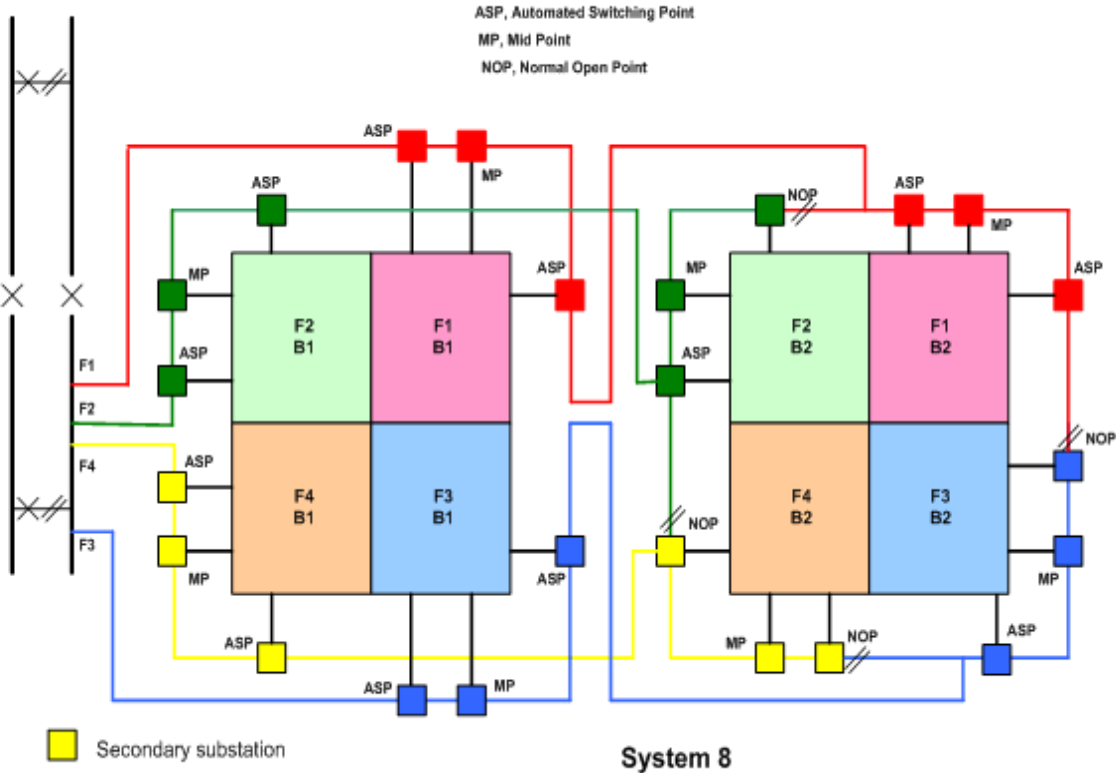 ASP, Automated Switching Point
MP, Mid Point
NOP, Normal Open Point
ASP
MP
ASP
NOP
ASP
MP
MP
ASP
MP
ASP
F2
B1
F1
B1
F2
B2
F1
B2
ASP
ASP
F1
F2
F4
F3
ASP
MP
F4
B1
F3
B1
ASP
NOP
F4
B2
F3
B2
NOP
MP
ASP
ASP
MP
MP
NOP
ASP
Secondary substation
System 8